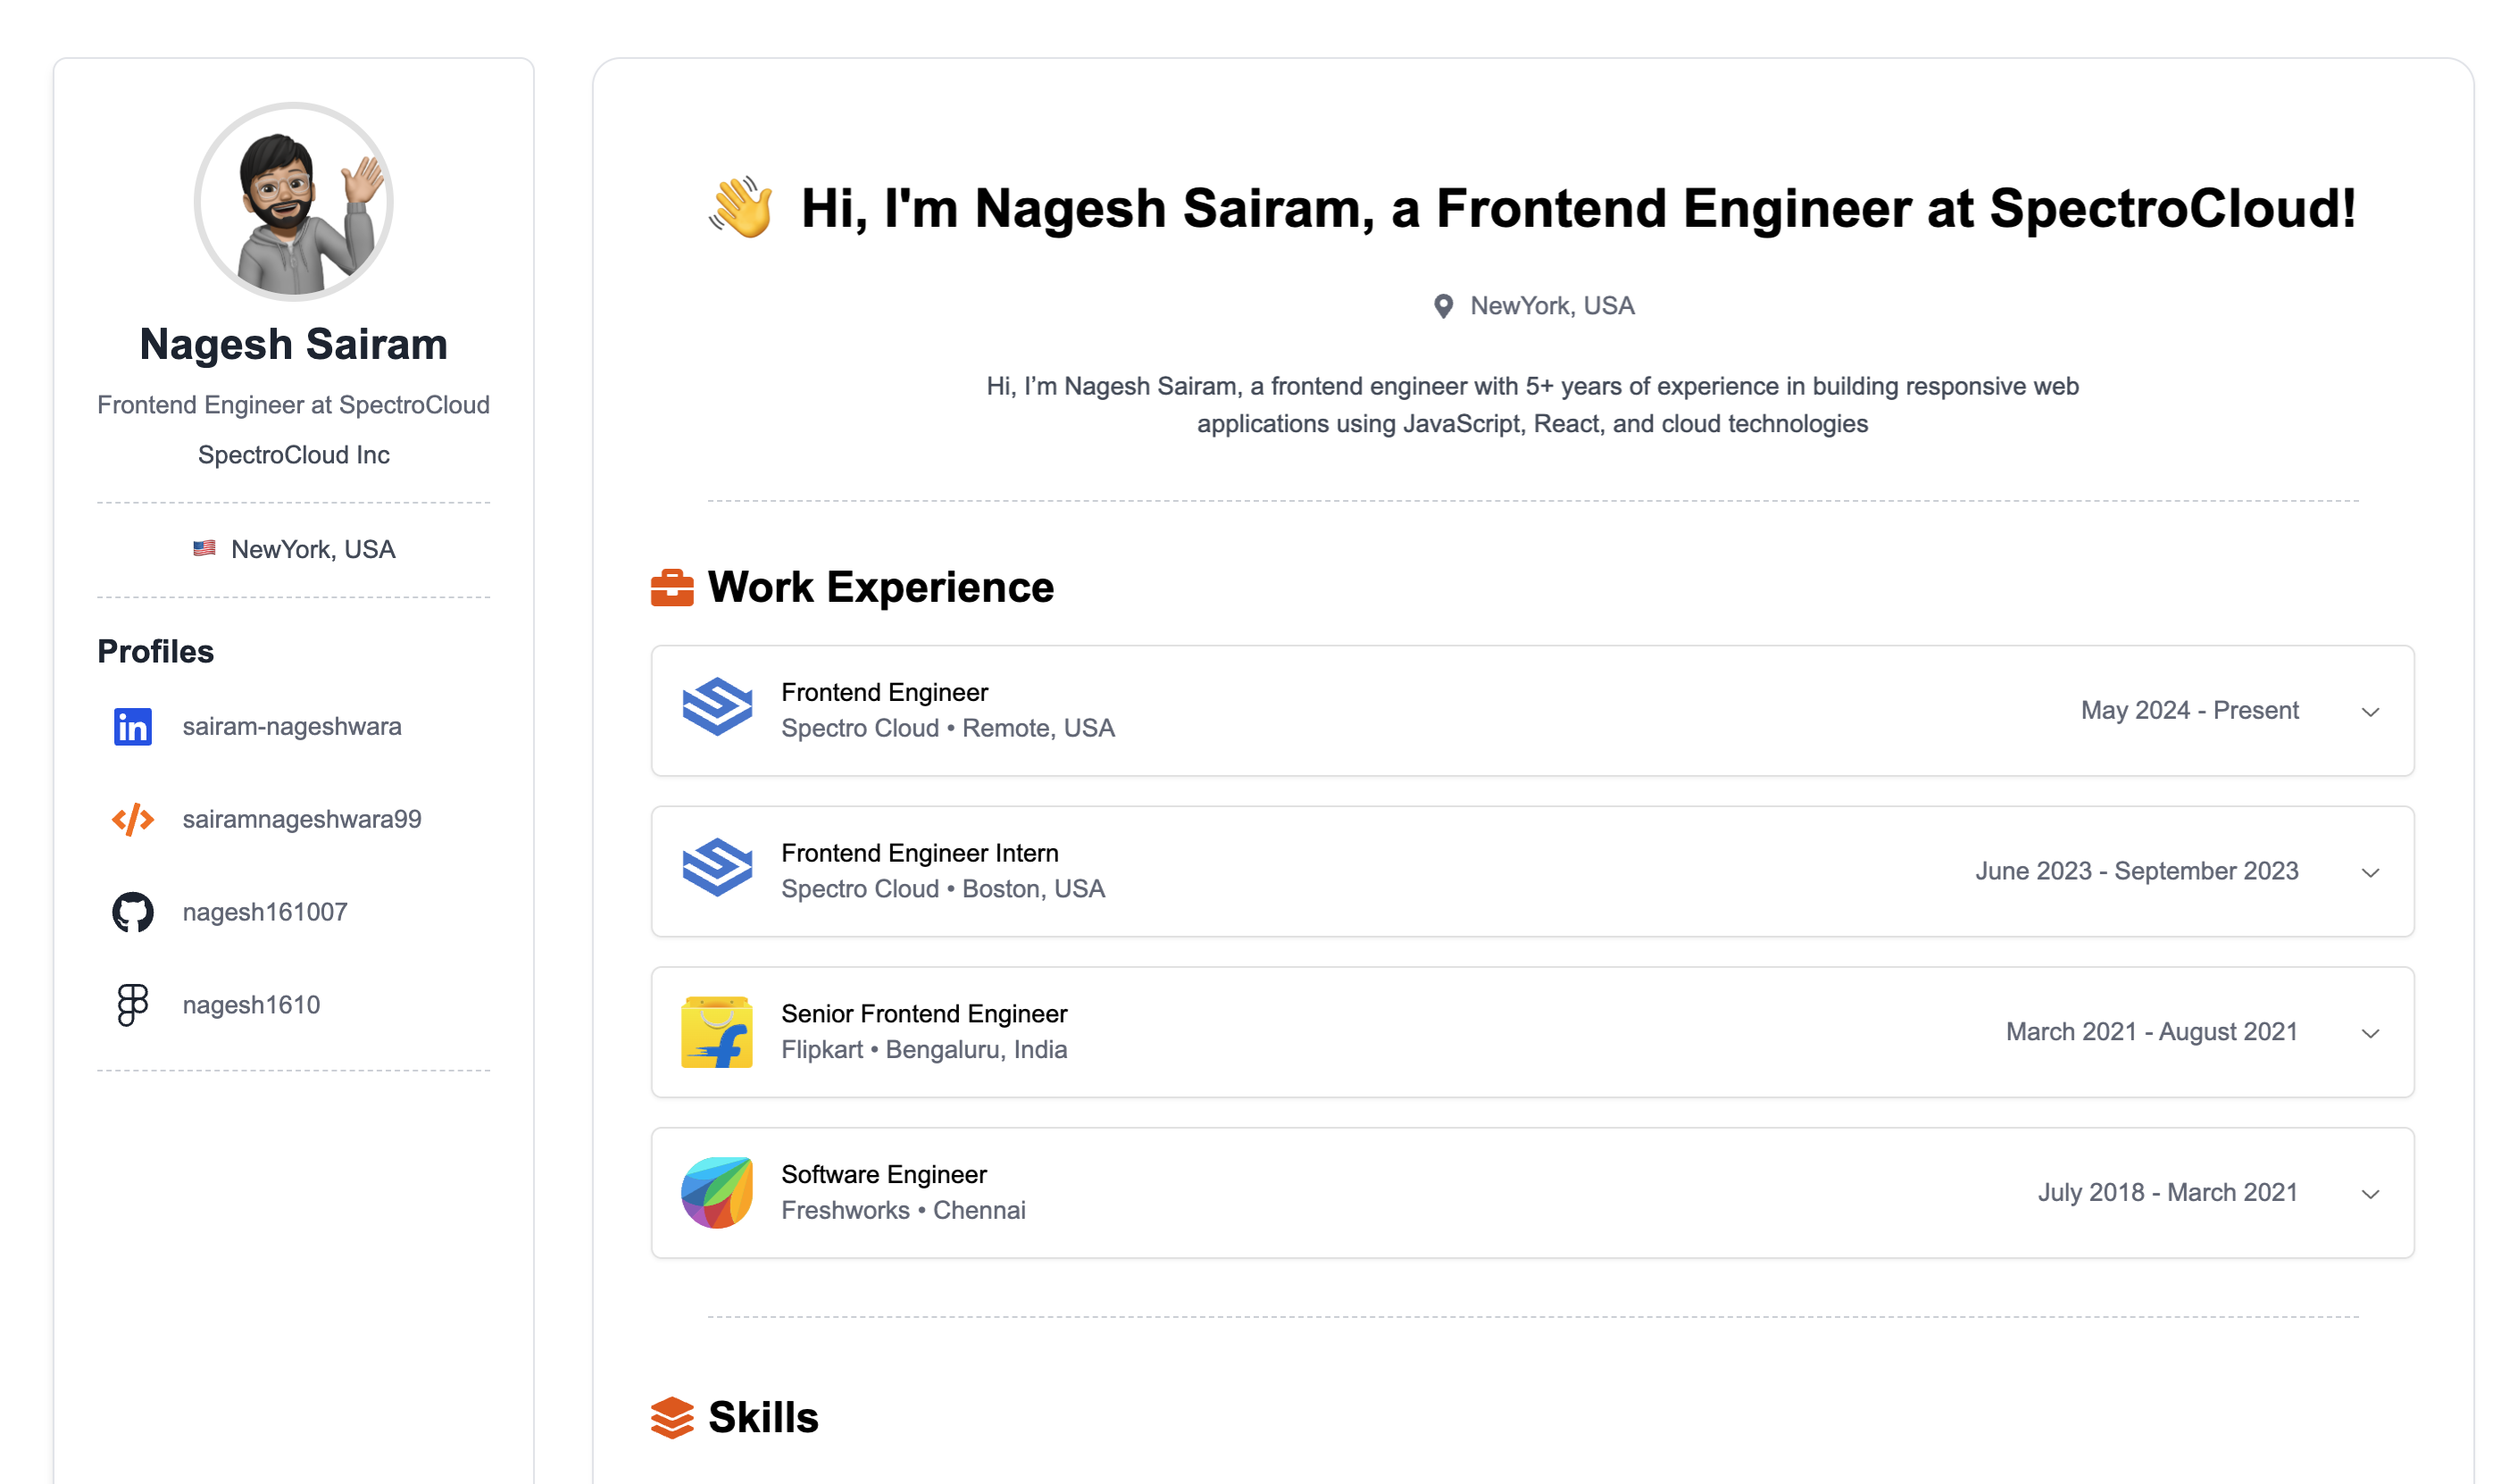 Nagesh Sairam
Frontend Engineer at SpectroCloud
SpectroCloud Inc
NewYork, USA
Profiles
in
sairam-nageshwara
</>
sairamnageshwara99
nagesh161007
nagesh1610
Hi, I'm Nagesh Sairam, a Frontend Engineer at SpectroCloud!
NewYork, USA
Hi, I’m Nagesh Sairam, a frontend engineer with 5+ years of experience in building responsive web
applications using JavaScript, React, and cloud technologies
Work Experience
Frontend Engineer
Spectro Cloud • Remote, USA
May 2024 - Present
Frontend Engineer Intern
Spectro Cloud • Boston, USA
June 2023 - September 2023
Senior Frontend Engineer
Flipkart • Bengaluru, India
March 2021 - August 2021
Software Engineer
Freshworks • Chennai
July 2018 - March 2021
Skills